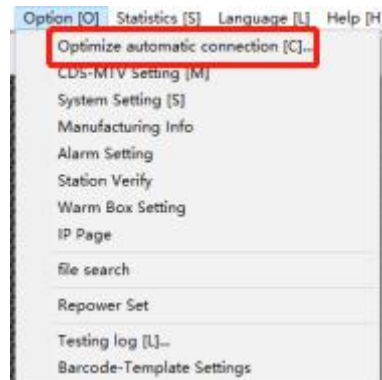 Option [O] Statistics [S] Language [L] Help [H
Optimize automatic connection [C]...
CDS-MTV Setting [M]
System Setting [S]
Manufacturing Info
Alarm Setting
Station Verify
Warm Box Setting
IP Page
file search
Repower Set
Testing log [L]...
Barcode-Template Settings